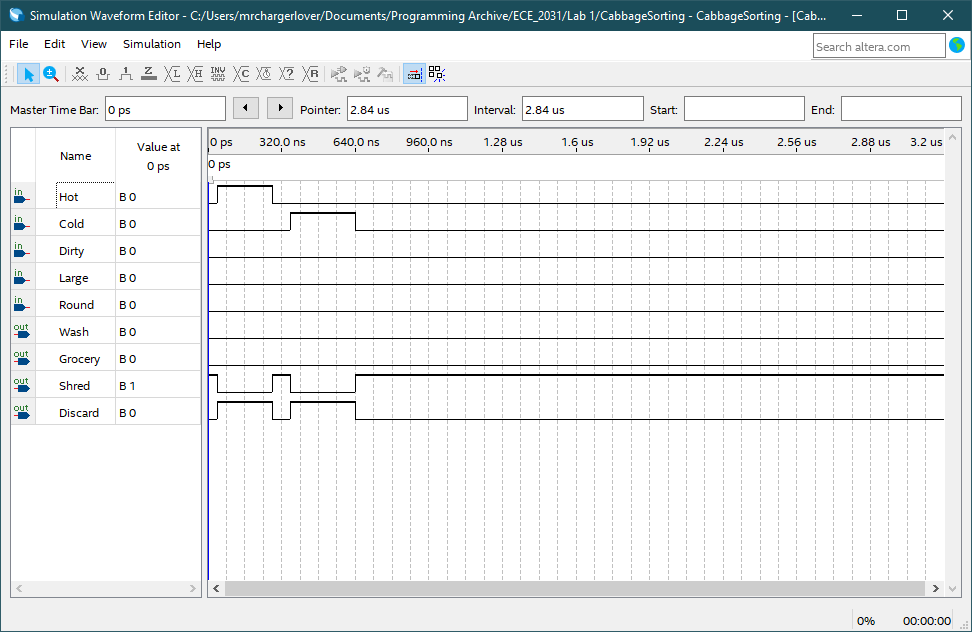 Simulation Waveform Editor - C:/Users/mrchargerlover/Documents/Programming Archive/ECE_2031/Lab 1/CabbageSorting - CabbageSorting - [Cab...
File Edit View Simulation Help
Search altera.com
Master Time Bar: 0 ps Pointer: 2.84 us Interval: 2.84 us Start: End:
Name Value at 0 ps
0 ps 320.0 ns 640.0 ns 960.0 ns 1.28 us 1.6 us 1.92 us 2.24 us 2.56 us 2.88 us 3.2 us
0 ps
in Hot B 0
in Cold B 0
in Dirty B 0
in Large B 0
in Round B 0
out Wash B 0
out Grocery B 0
out Shred B 1
out Discard B 0
0% 00:00:00